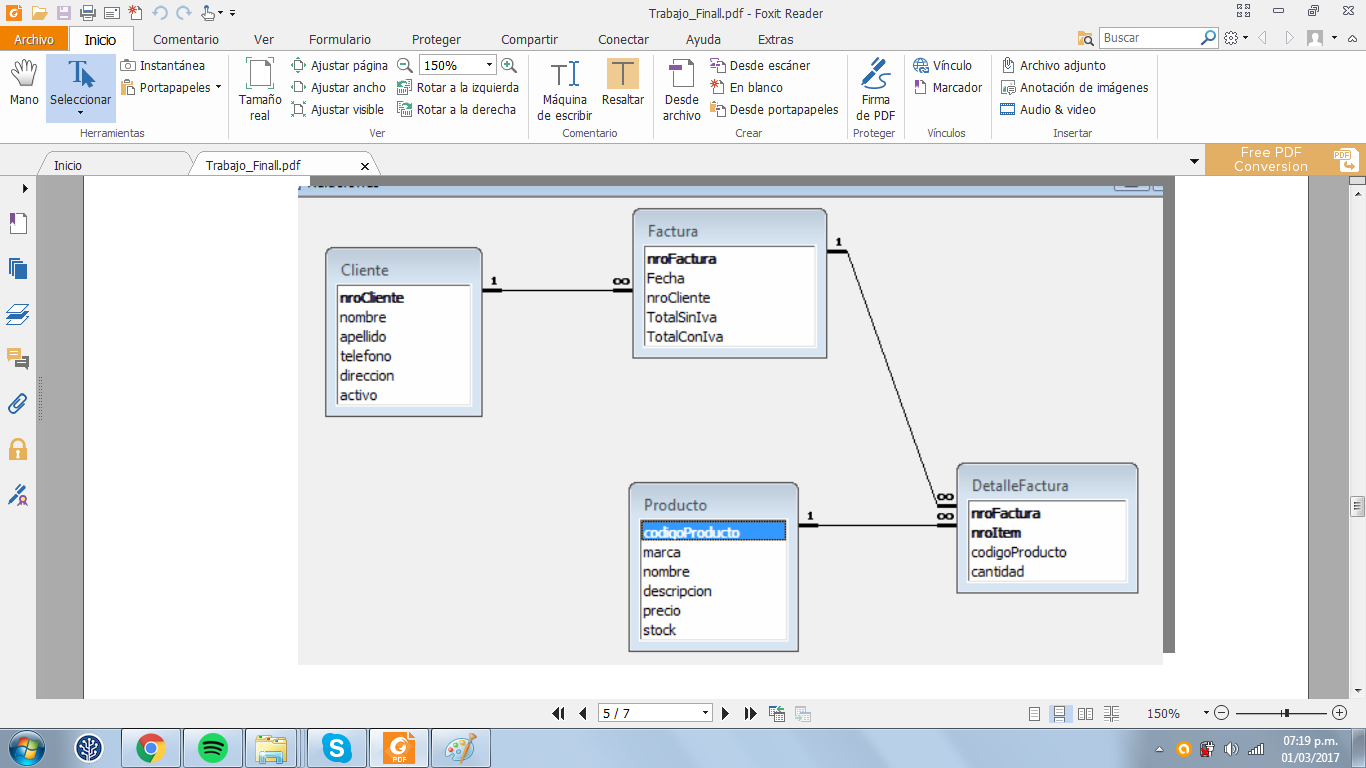 Trabajo_Finall.pdf - Foxit Reader
Archivo
Inicio
Comentario
Ver
Formulario
Proteger
Compartir
Conectar
Ayuda
Extras
Buscar
Mano
Seleccionar
Instantánea
Portapapeles
Herramientas
Tamaño real
Ajustar página
Ajustar ancho
Ajustar visible
150%
Rotar a la izquierda
Rotar a la derecha
Ver
Máquina de escribir
Resaltar
Comentario
Desde archivo
Desde escáner
En blanco
Desde portapapeles
Crear
Firma de PDF
Proteger
Vínculo
Marcador
Vínculos
Archivo adjunto
Anotación de imágenes
Audio & video
Insertar
Inicio
Trabajo_Finall.pdf
Free PDF
Conversion
PDF
Cliente
nroCliente
nombre
apellido
telefono
direccion
activo
1
∞
Factura
nroFactura
Fecha
nroCliente
TotalSinIva
TotalConIva
1
Producto
codigoProducto
marca
nombre
descripcion
precio
stock
1
∞
∞
DetalleFactura
nroFactura
nroItem
codigoProducto
cantidad
5 / 7
150%
PDF
07:19 p.m.
01/03/2017